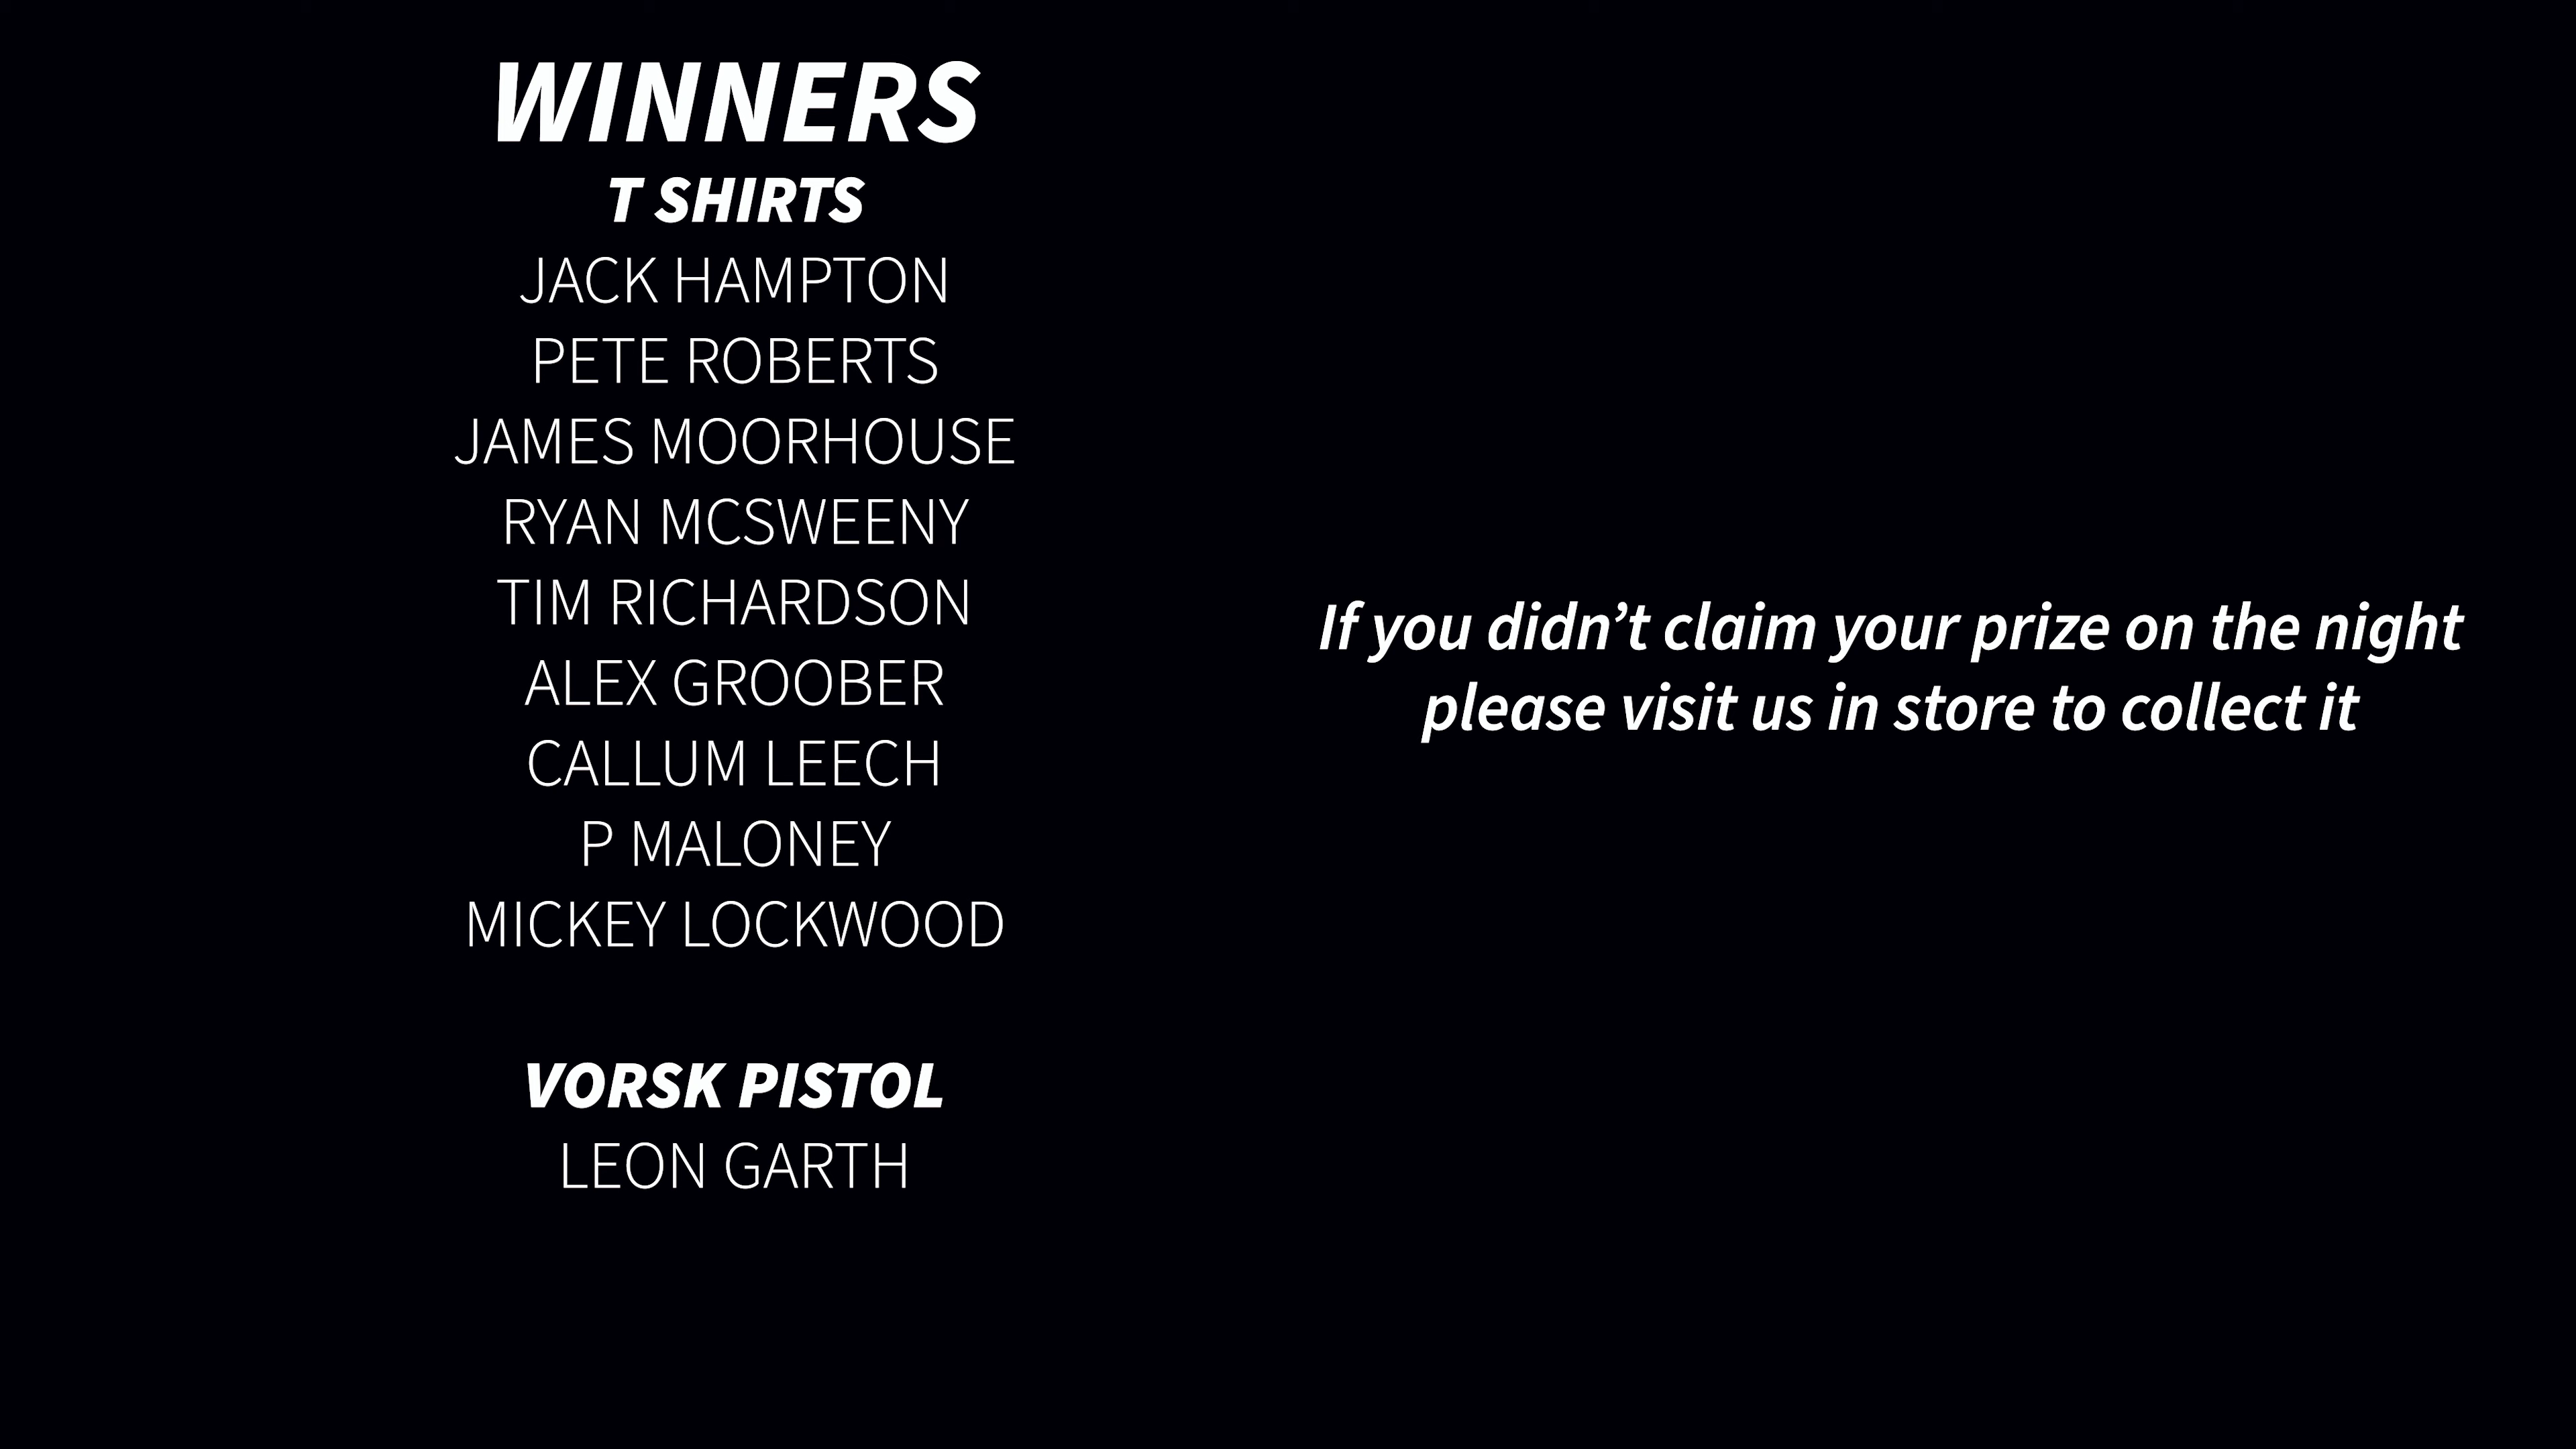 WINNERS
T SHIRTS
JACK HAMPTON
PETE ROBERTS
JAMES MOORHOUSE
RYAN MCSWEENY
TIM RICHARDSON
ALEX GROOBER
CALLUM LEECH
P MALONEY
MICKEY LOCKWOOD
VORSK PISTOL
LEON GARTH
If you didn’t claim your prize on the night
please visit us in store to collect it